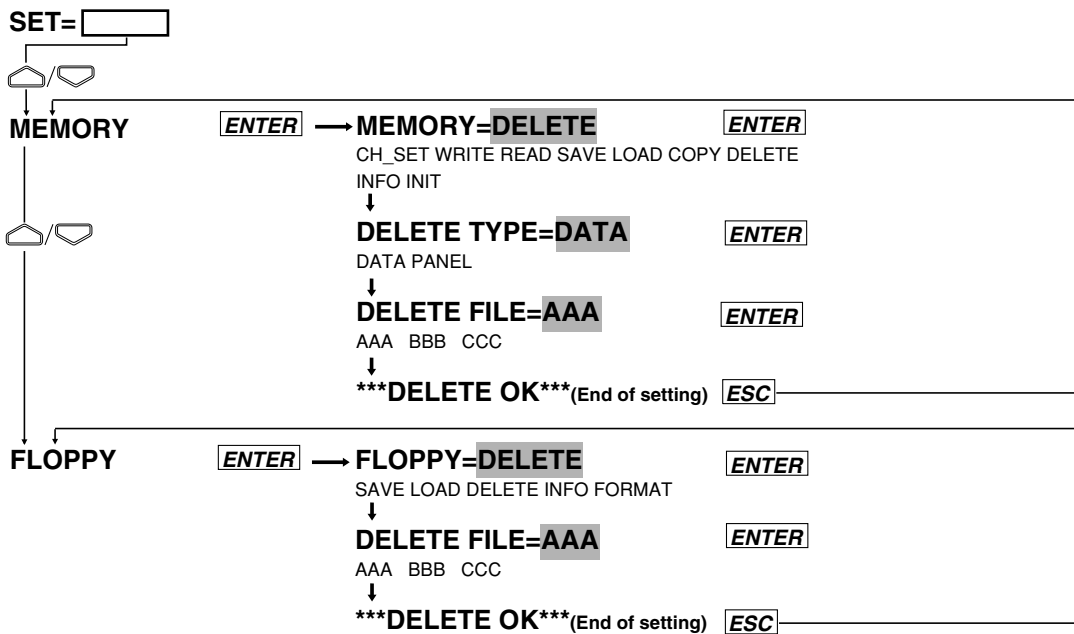 SET=
/
MEMORY ENTER MEMORY=DELETE ENTER
CH_SET WRITE READ SAVE LOAD COPY DELETE
INFO INIT
/ DELETE TYPE=DATA ENTER
DATA PANEL
DELETE FILE=AAA ENTER
AAA BBB CCC
***DELETE OK***(End of setting) ESC
FLOPPY ENTER FLOPPY=DELETE ENTER
SAVE LOAD DELETE INFO FORMAT
DELETE FILE=AAA ENTER
AAA BBB CCC
***DELETE OK***(End of setting) ESC